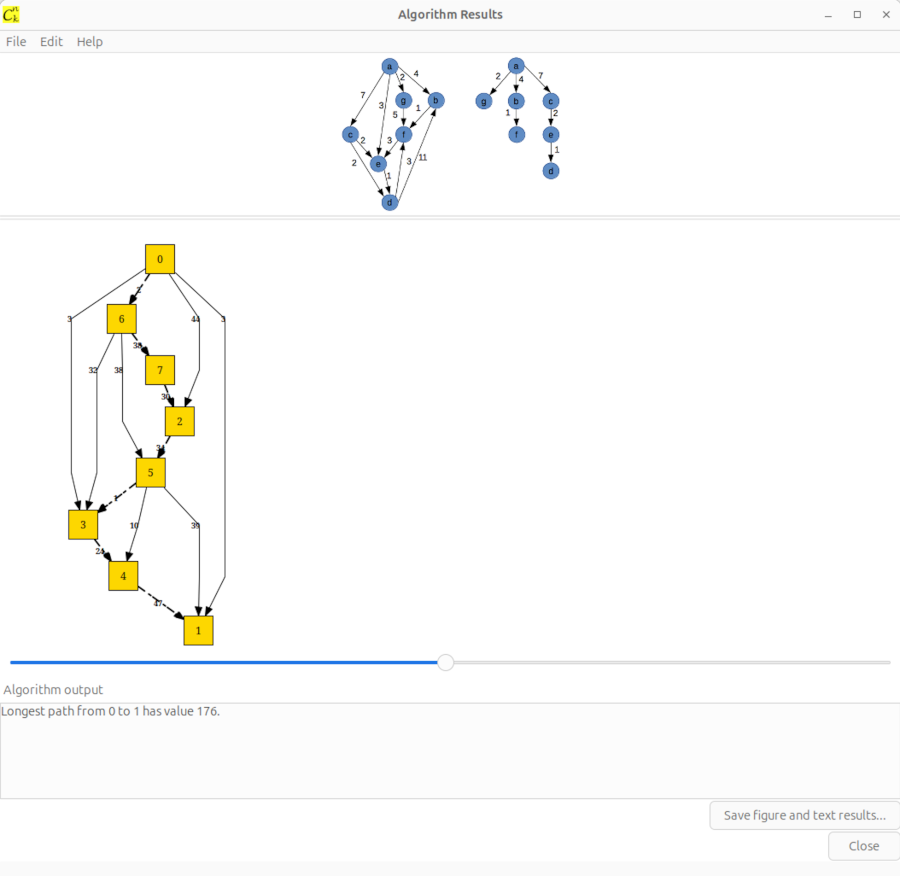 Algorithm Results
File Edit Help
a a
2 4 2 4 7
7 3 g b g b c
5 1 1 2
c 2 3 f f e
2 e 3 11 1
1 d
d
0
2
3 6 44 3
38
32 38 7
30
2
34
5
1 10 39
3
24
4
47
1
Algorithm output
Longest path from 0 to 1 has value 176.
Save figure and text results...
Close